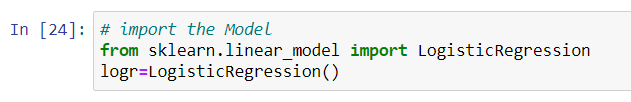 In [24]: # import the Model
from sklearn.linear_model import LogisticRegression
logr=LogisticRegression()